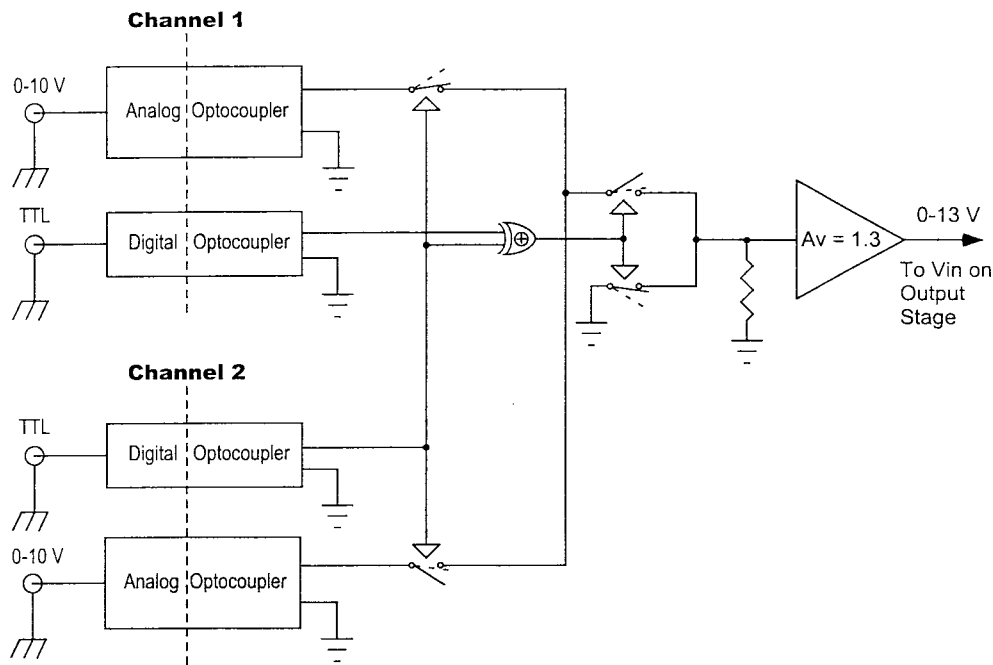 Channel 1
0-10 V
Analog Optocoupler
TTL
Digital Optocoupler
Av = 1.3
0-13 V
To Vin on
Output
Stage
Channel 2
TTL
Digital Optocoupler
0-10 V
Analog Optocoupler